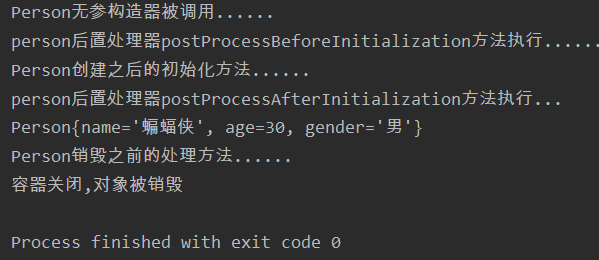 Person无参构造器被调用......
person后置处理器postProcessBeforeInitialization方法执行.......
Person创建之后的初始化方法......
person后置处理器postProcessAfterInitialization方法执行...
Person{name='蝙蝠侠', age=30, gender='男'}
Person销毁之前的处理方法......
容器关闭,对象被销毁
Process finished with exit code 0